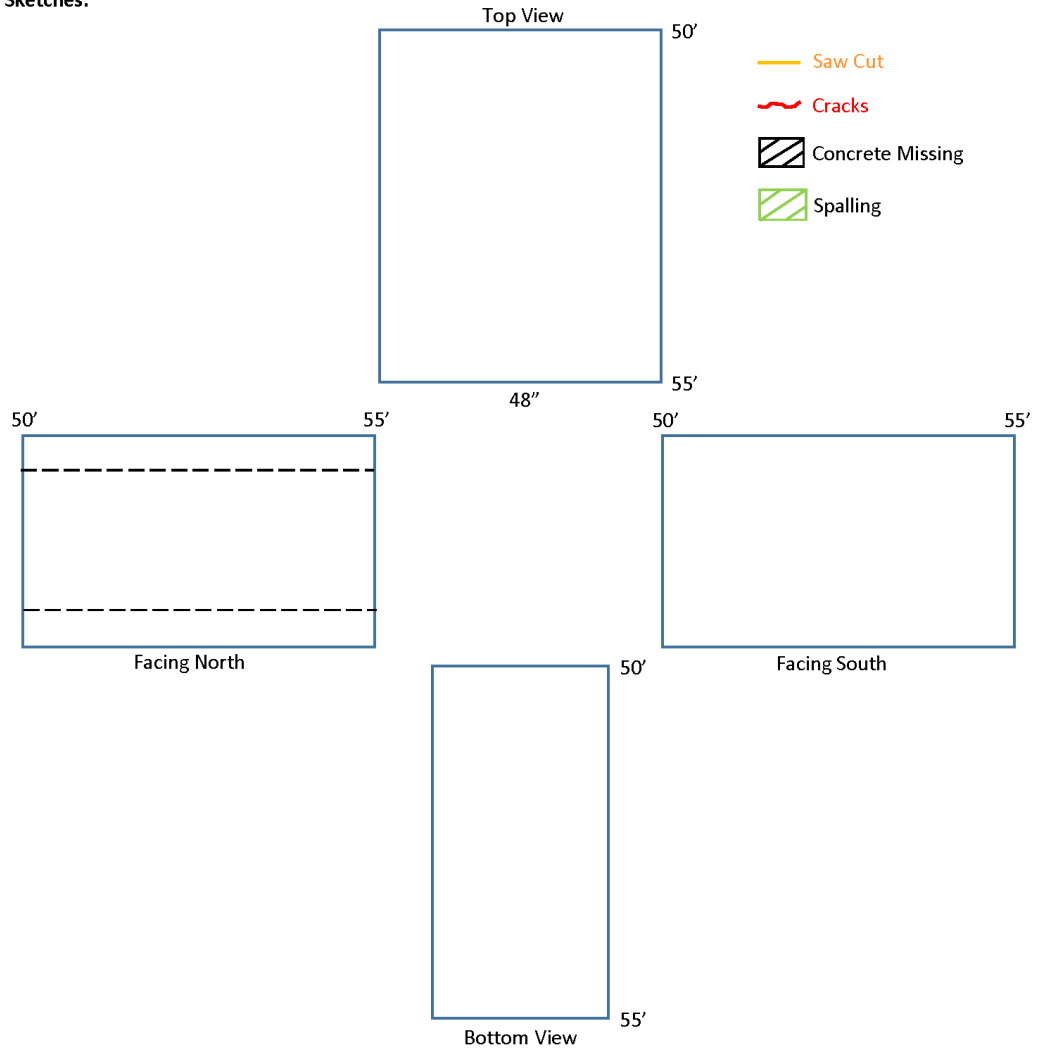 Sketches:
Top View
50’
Saw Cut
Cracks
Concrete Missing
Spalling
55’
48”
50’
55’
50’
55’
Facing North
Facing South
50’
55’
Bottom View